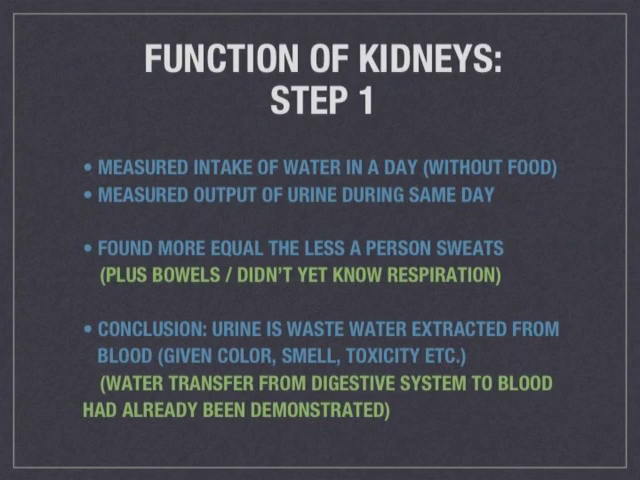 FUNCTION OF KIDNEYS:
STEP 1
• MEASURED INTAKE OF WATER IN A DAY (WITHOUT FOOD)
• MEASURED OUTPUT OF URINE DURING SAME DAY
• FOUND MORE EQUAL THE LESS A PERSON SWEATS
(PLUS BOWELS / DIDN'T YET KNOW RESPIRATION)
• CONCLUSION: URINE IS WASTE WATER EXTRACTED FROM
BLOOD (GIVEN COLOR, SMELL, TOXICITY ETC.)
(WATER TRANSFER FROM DIGESTIVE SYSTEM TO BLOOD
HAD ALREADY BEEN DEMONSTRATED)